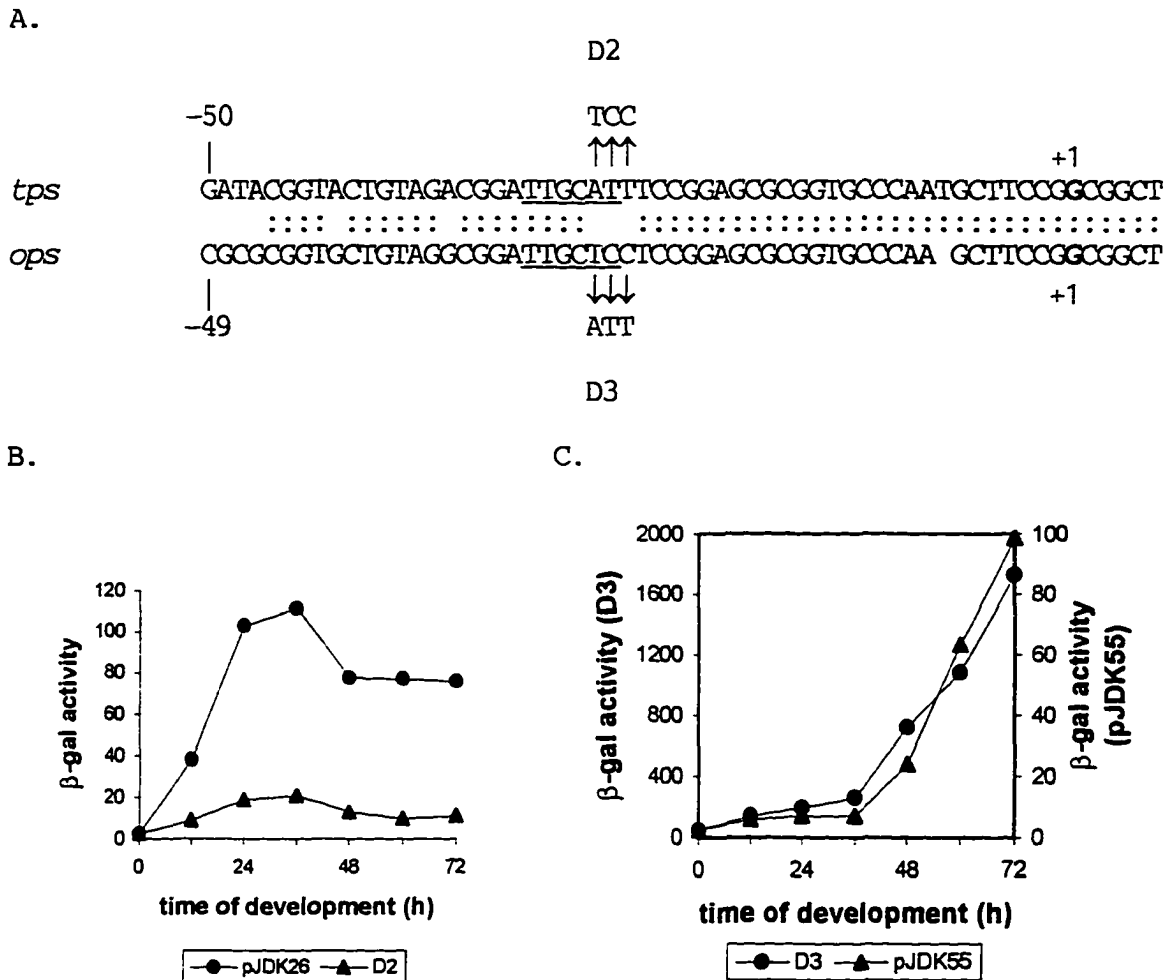 A.
D2
TCC
-50 +1
tps GATACGGTACTGTAGACGGATTGCATTTCCGGAGCGCGGTGCCCAATGCTTCCGGCGGCT
ops CGCGCGGTGCTGTAGGCGGATTGCTCCTCCGGAGCGCGGTGCCCAA GCTTCCGGCGGCT
-49 +1
ATT
D3
B.
β-gal activity
120
100
80
60
40
20
0
0 24 48 72
time of development (h)
pJDK26 D2
C.
β-gal activity (D3)
2000
1600
1200
800
400
0
100
80
60
40
20
0
β-gal activity
(pJDK55)
0 24 48 72
time of development (h)
D3 pJDK55